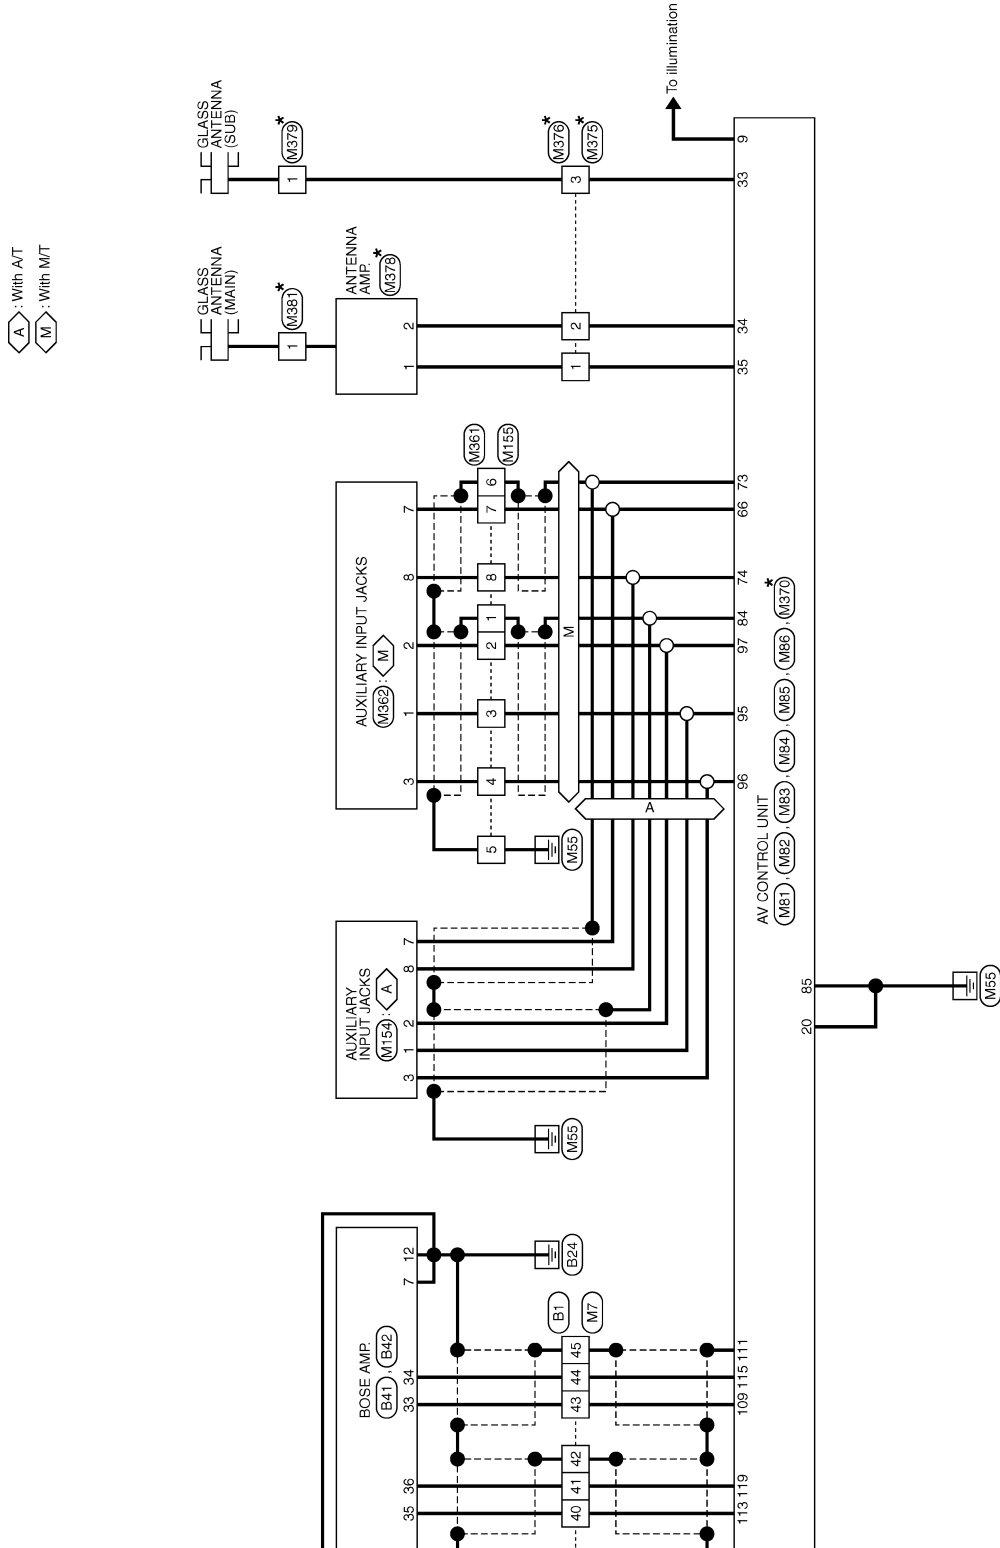 A : With A/T
M : With M/T
GLASS
ANTENNA
(SUB)
M379*
1
M376*
M375*
3
To illumination
9
33
GLASS
ANTENNA
(MAIN)
M381*
1
ANTENNA
AMP.
M378*
2
1
2
1
34
35
AUXILIARY INPUT JACKS
M362 : M
7
8
2
1
3
M361
M155
6
7
8
1
2
3
4
5
M55
M
A
73
66
74
84
97
95
96
AV CONTROL UNIT
M81 , M82 , M83 , M84 , M85 , M86 , M370*
AUXILIARY
INPUT JACKS
M154 : A
7
8
2
1
3
M55
85
20
M55
BOSE AMP.
B41 , B42
12
7
34
33
36
35
B24
B1
M7
45
44
43
42
41
40
111
115
109
119
113